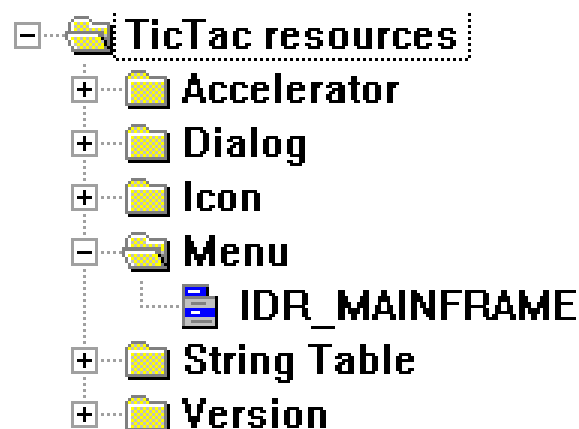 TicTac resources
Accelerator
Dialog
Icon
Menu
IDR_MAINFRAME
String Table
Version